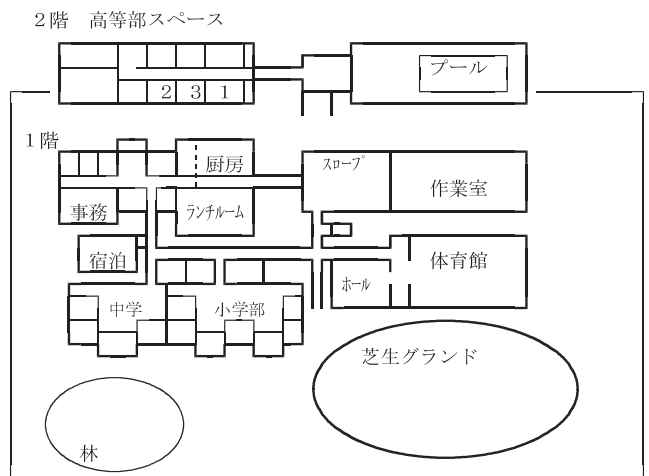 ２階　高等部スペース
プール
２ ３ １
１階
厨房
スロープ
作業室
事務
ランチルーム
宿泊
体育館
ホール
中学
小学部
芝生グランド
林